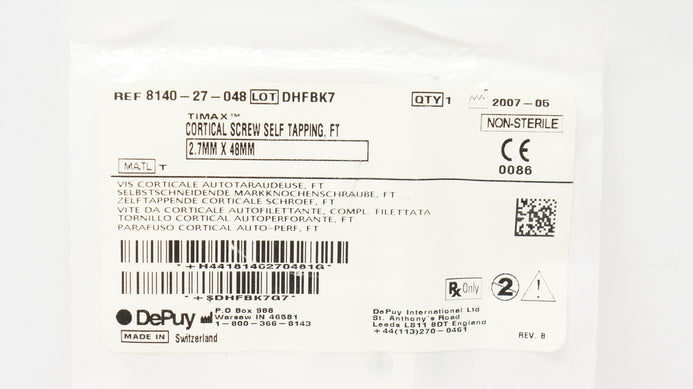 REF 8140-27-048 LOT DHFBK7 QTY 1 2007-05
TiMAX™
CORTICAL SCREW SELF TAPPING, FT
2.7MM X 48MM
NON-STERILE
CE
0086
MATL T
VIS CORTICALE AUTOTARAUDEUSE, FT
SELBSTSCHNEIDENDE MARKKNOCHENSCHRAUBE, FT
ZELFTAPPENDE CORTICALE SCHROEF, FT
VITE DA CORTICALE AUTOFILETTANTE, COMPL. FILETTATA
TORNILLO CORTICAL AUTOPERFORANTE, FT
PARAFUSO CORTICAL AUTO-PERF, FT
*+H4418140270481G*
*+$DHFBK7G7*
Rx Only 2
DePuy
P.O Box 988
Warsaw IN 46581
1-800-366-8143
MADE IN Switzerland
DePuy International Ltd
St. Anthony's Road
Leeds LS11 8DT England
+44(113)270-0461
REV. B